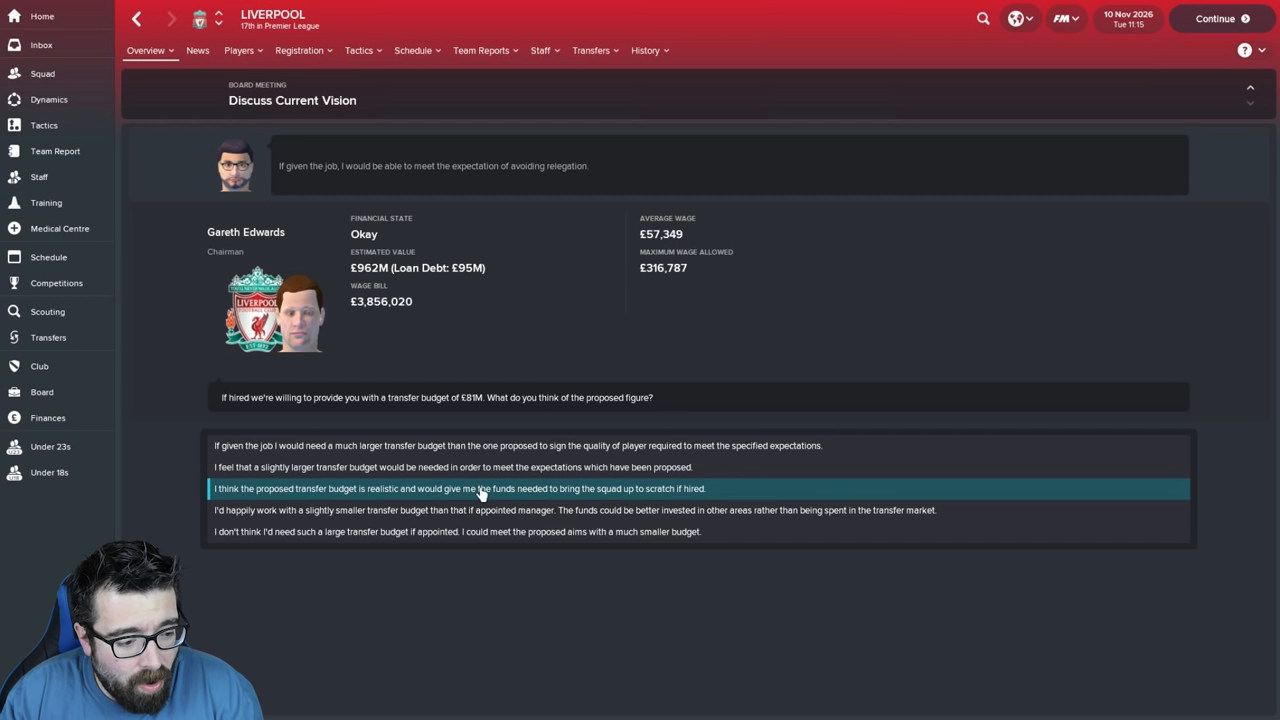 LIVERPOOL
17th in Premier League
FM
10 Nov 2026
Tue 11:15
Continue
Home
Inbox
Squad
Dynamics
Tactics
Team Report
Staff
Training
Medical Centre
Schedule
Competitions
Scouting
Transfers
Club
Board
Finances
Under 23s
Under 18s
Overview
News
Players
Registration
Tactics
Schedule
Team Reports
Staff
Transfers
History
?
BOARD MEETING
Discuss Current Vision
If given the job, I would be able to meet the expectation of avoiding relegation.
Gareth Edwards
Chairman
FINANCIAL STATE
Okay
ESTIMATED VALUE
£962M (Loan Debt: £95M)
WAGE BILL
£3,856,020
AVERAGE WAGE
£57,349
MAXIMUM WAGE ALLOWED
£316,787
If hired we're willing to provide you with a transfer budget of £81M. What do you think of the proposed figure?
If given the job I would need a much larger transfer budget than the one proposed to sign the quality of player required to meet the specified expectations.
I feel that a slightly larger transfer budget would be needed in order to meet the expectations which have been proposed.
I think the proposed transfer budget is realistic and would give me the funds needed to bring the squad up to scratch if hired.
I'd happily work with a slightly smaller transfer budget than that if appointed manager. The funds could be better invested in other areas rather than being spent in the transfer market.
I don't think I'd need such a large transfer budget if appointed. I could meet the proposed aims with a much smaller budget.